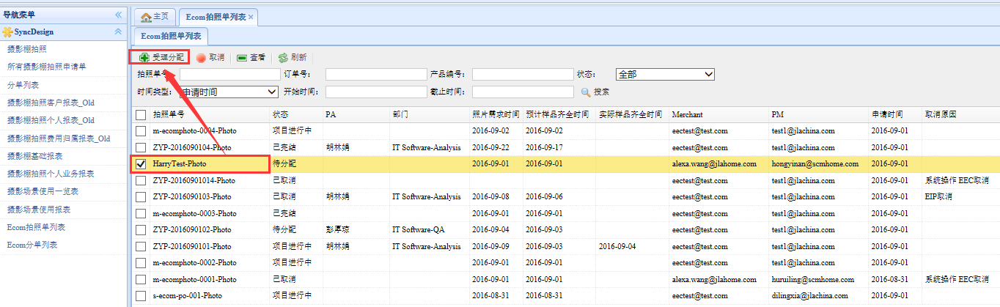 导航菜单
SyncDesign
摄影棚拍照
所有摄影棚拍照申请单
分单列表
摄影棚拍照客户报表_Old
摄影棚拍照个人报表_Old
摄影棚拍照费用归属报表_Old
摄影棚基础报表
摄影棚拍照个人业务报表
摄影场景使用一览表
摄影场景使用报表
Ecom拍照单列表
Ecom分单列表
主页 Ecom拍照单列表
Ecom拍照单列表
受理分配 取消 查看 刷新
拍照单号: 订单号: 产品编号: 状态: 全部
时间类型: 申请时间 开始时间: 截止时间: 搜索
拍照单号 状态 PA 部门 照片需求时间 预计样品齐全时间 实际样品齐全时间 Merchant PM 申请时间 取消原因
m-ecomphoto-0004-Photo 项目进行中 2016-09-02 2016-09-02 eectest@test.com test1@jlachina.com 2016-09-01
ZYP-2016090104-Photo 已完结 胡林娟 IT Software-Analysis 2016-09-22 2016-09-17 eectest@test.com test1@jlachina.com 2016-09-01
HarryTest-Photo 待分配 2016-09-01 2016-09-01 alexa.wang@jlahome.com hongyinan@scmhome.com 2016-09-01
ZYP-20160901014-Photo 已取消 2016-09-01 2016-09-01 eectest@test.com test1@jlachina.com 2016-09-01 系统操作 EEC取消
ZYP-2016090103-Photo 已取消 胡林娟 IT Software-Analysis 2016-09-08 2016-09-06 eectest@test.com test1@jlachina.com 2016-09-01 EIP取消
m-ecomphoto-0003-Photo 已完结 2016-09-01 2016-09-01 eectest@test.com test1@jlachina.com 2016-09-01
ZYP-2016090102-Photo 待分配 彭厚琼 IT Software-QA 2016-09-04 2016-09-03 eectest@test.com test1@jlachina.com 2016-09-01
ZYP-2016090101-Photo 项目进行中 胡林娟 IT Software-Analysis 2016-09-09 2016-09-03 2016-09-04 eectest@test.com test1@jlachina.com 2016-09-01
m-ecomphoto-0002-Photo 项目进行中 2016-09-01 2016-09-01 eectest@test.com test1@jlachina.com 2016-09-01
m-ecomphoto-0001-Photo 已取消 2016-09-01 2016-09-01 alexa.wang@jlahome.com huruiling@scmhome.com 2016-08-31 系统操作 EEC取消
s-ecom-po-001-Photo 项目进行中 2016-08-31 2016-08-31 eectest@test.com dilingxia@jlachina.com 2016-08-31